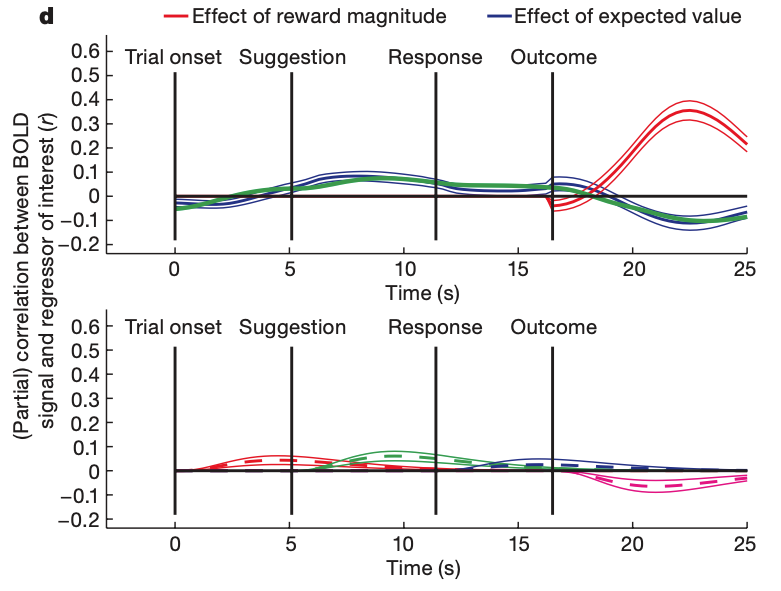 d
Effect of reward magnitude Effect of expected value
Trial onset Suggestion Response Outcome
0.6
0.5
0.4
0.3
0.2
0.1
0
−0.1
−0.2
0 5 10 15 20 25
Time (s)
(Partial) correlation between BOLD
signal and regressor of interest (r)
Trial onset Suggestion Response Outcome
0.6
0.5
0.4
0.3
0.2
0.1
0
−0.1
−0.2
0 5 10 15 20 25
Time (s)